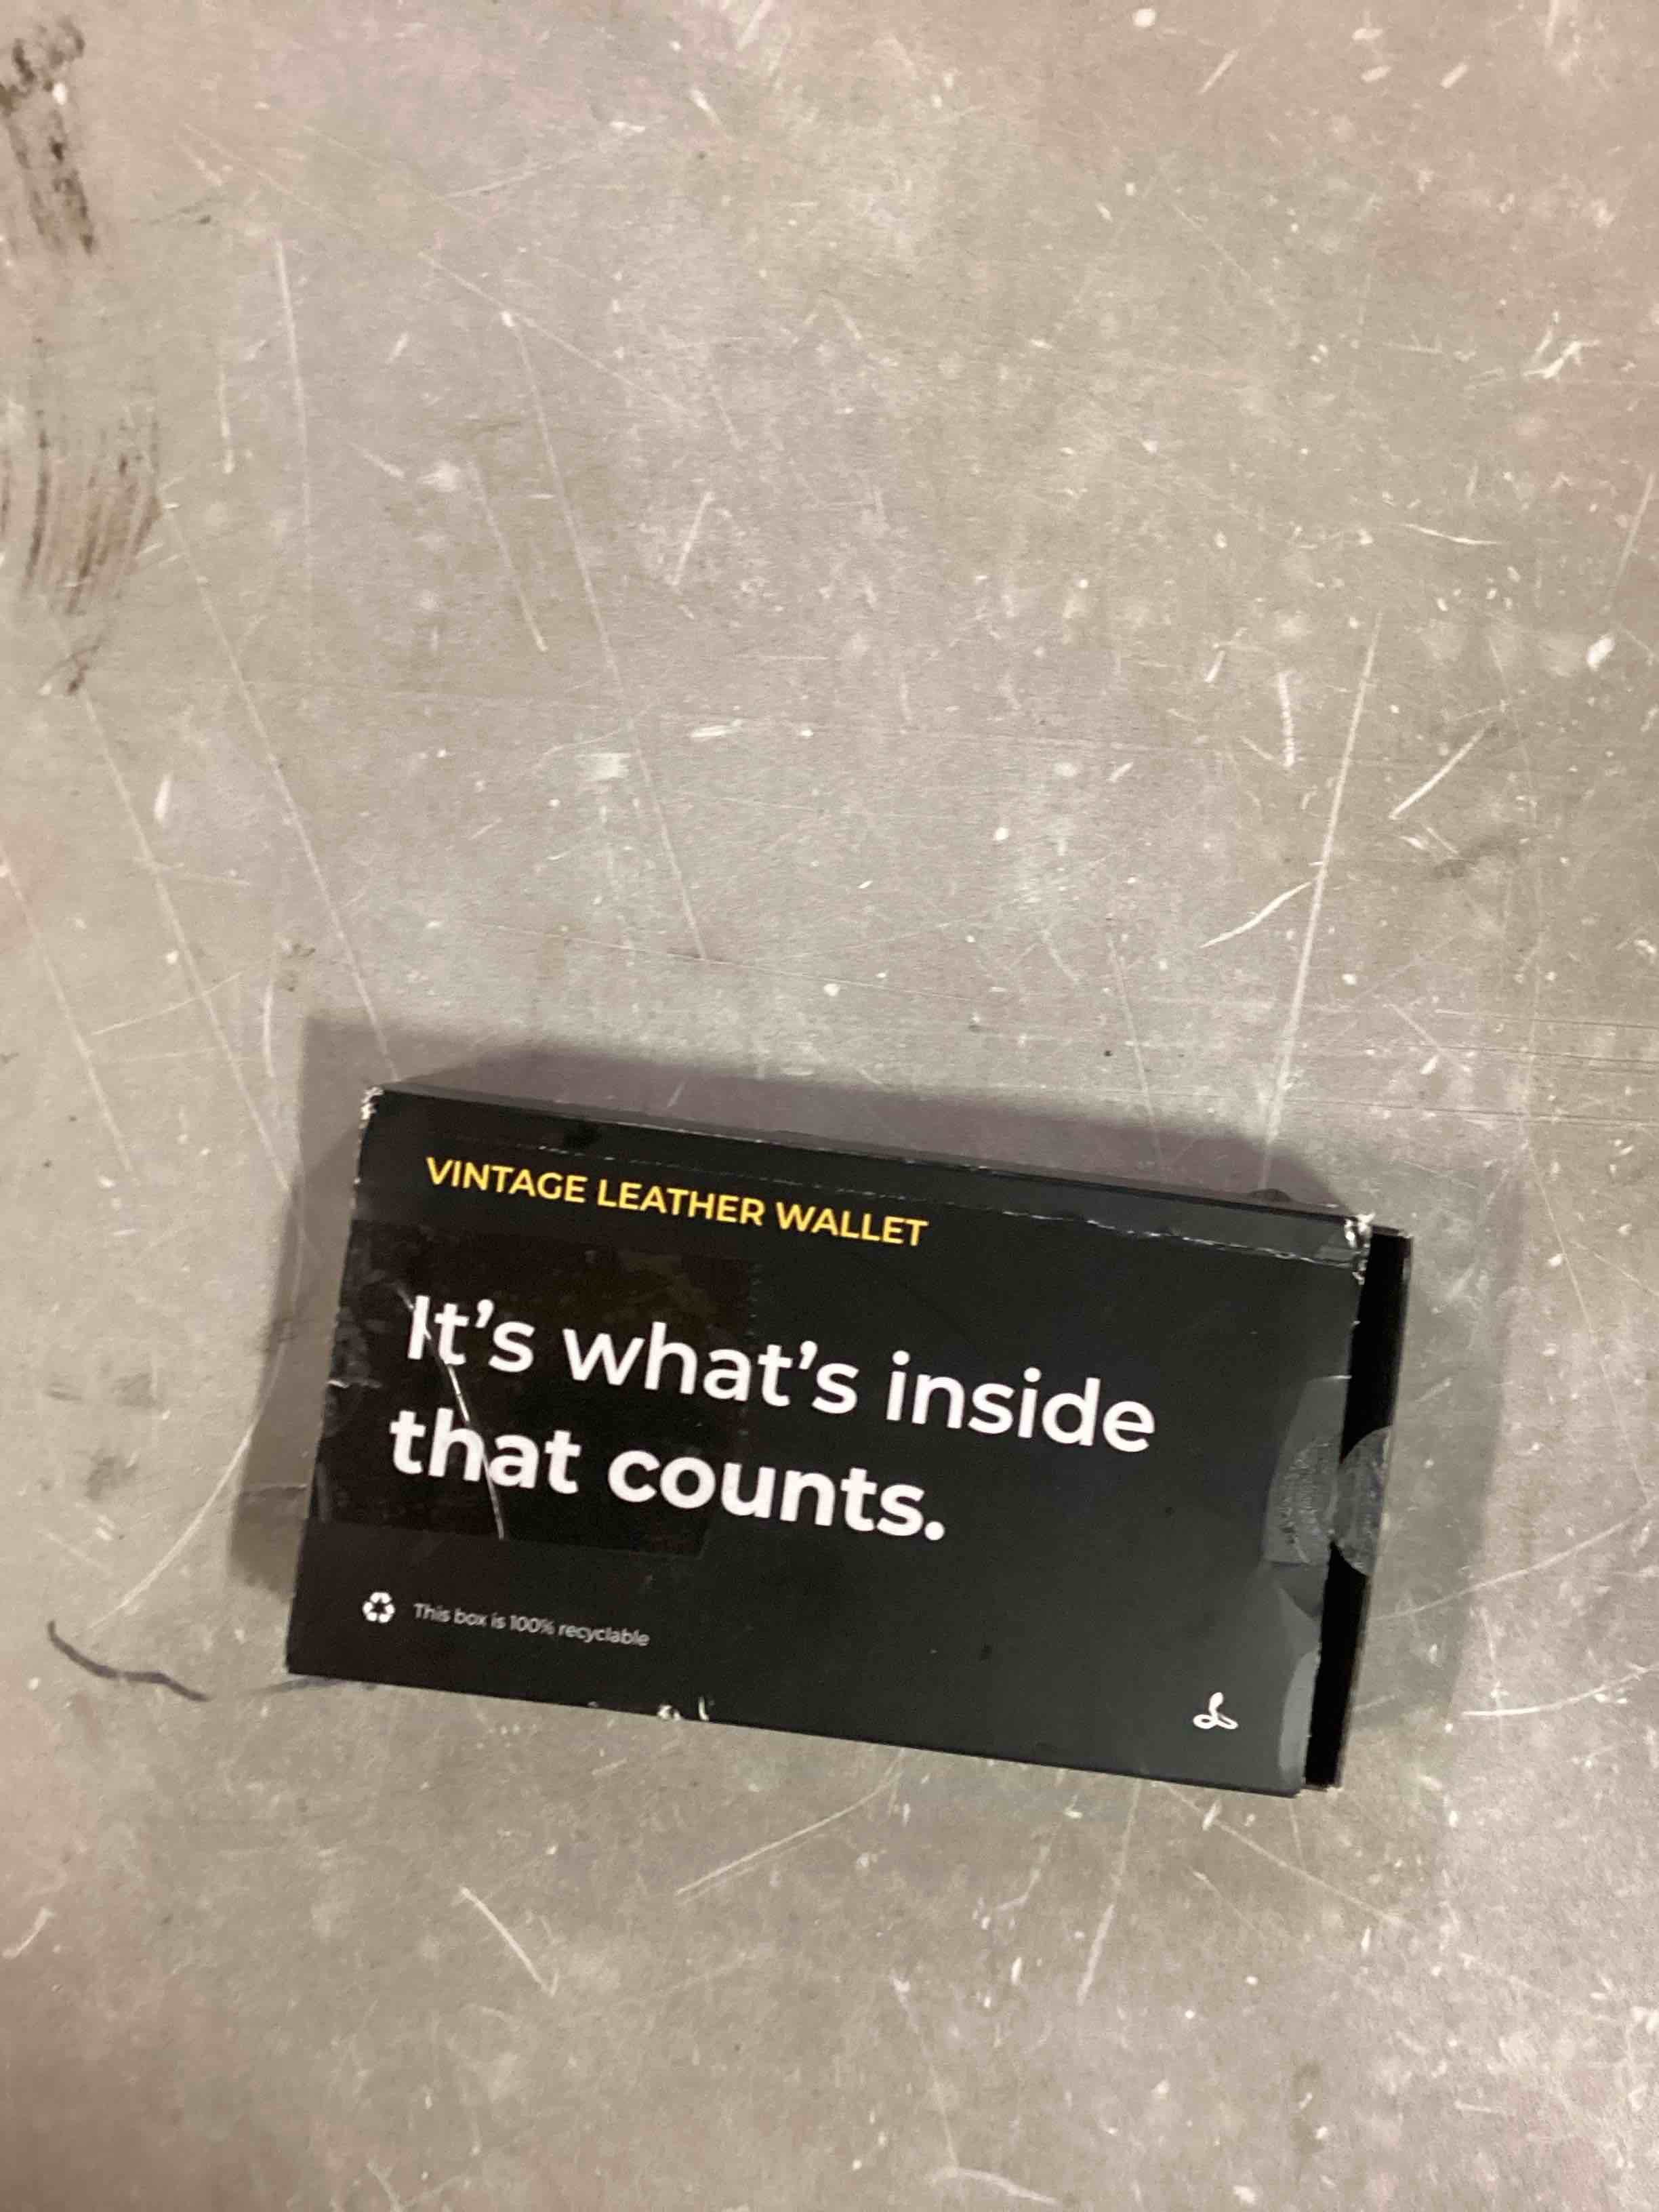 VINTAGE LEATHER WALLET
It's what's inside
that counts.
This box is 100% recyclable